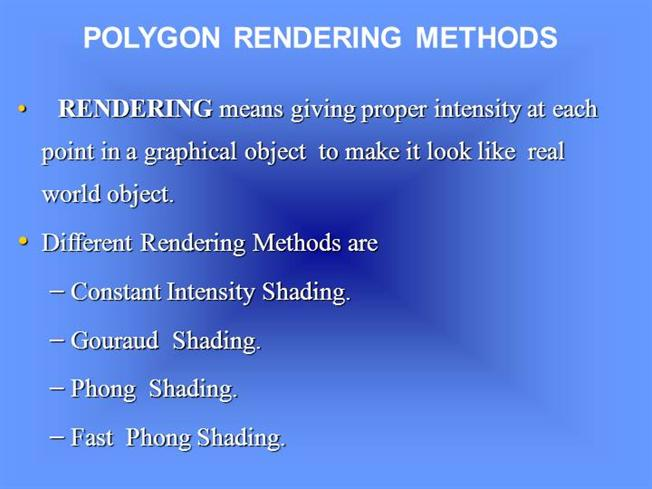 POLYGON RENDERING METHODS
• RENDERING means giving proper intensity at each
point in a graphical object to make it look like real
world object.
• Different Rendering Methods are
– Constant Intensity Shading.
– Gouraud Shading.
– Phong Shading.
– Fast Phong Shading.